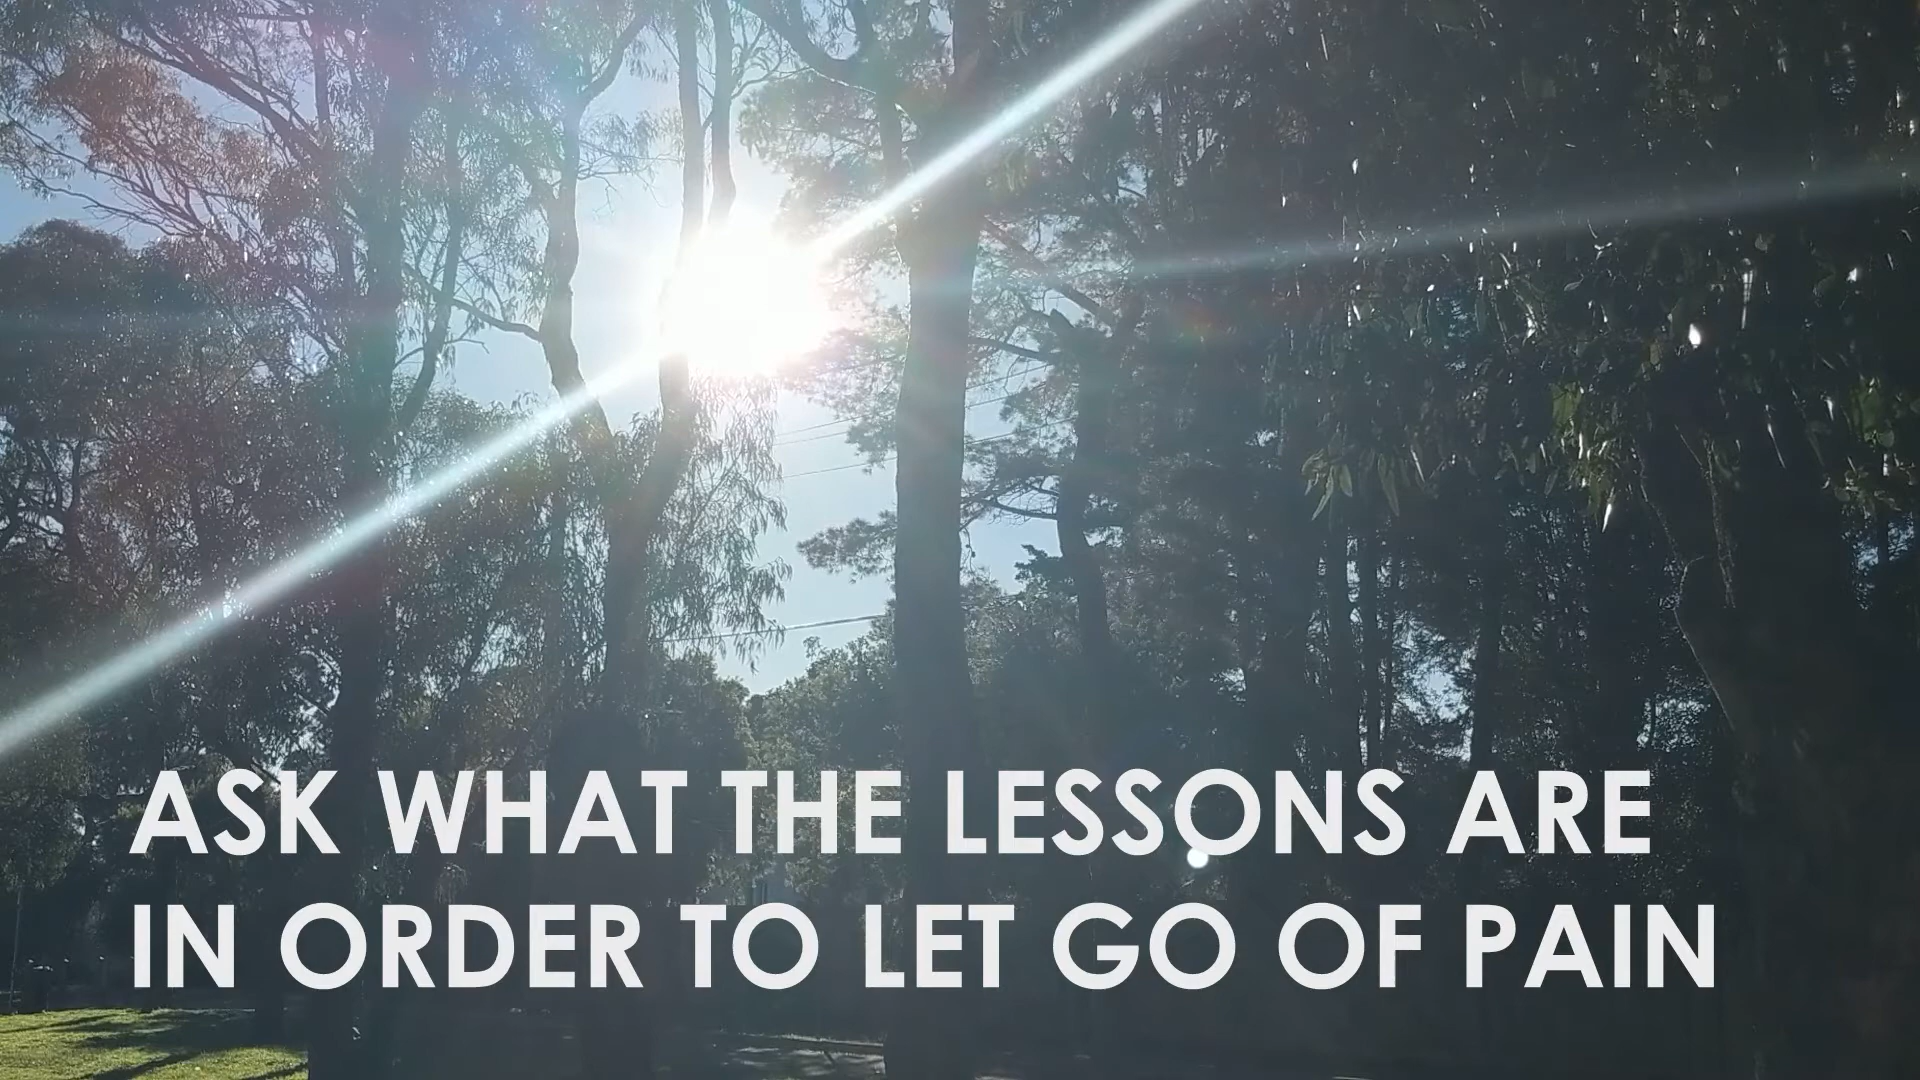 ASK WHAT THE LESSONS ARE
IN ORDER TO LET GO OF PAIN